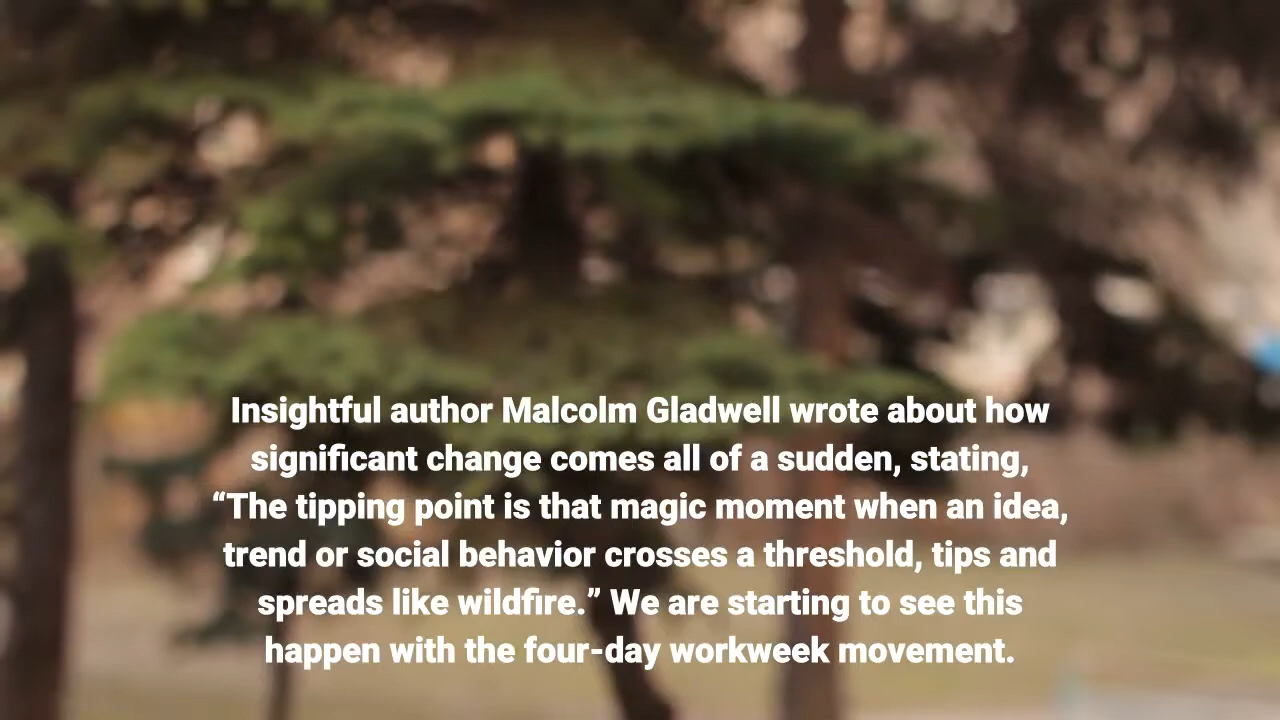 Insightful author Malcolm Gladwell wrote about how
significant change comes all of a sudden, stating,
“The tipping point is that magic moment when an idea,
trend or social behavior crosses a threshold, tips and
spreads like wildfire.” We are starting to see this
happen with the four-day workweek movement.